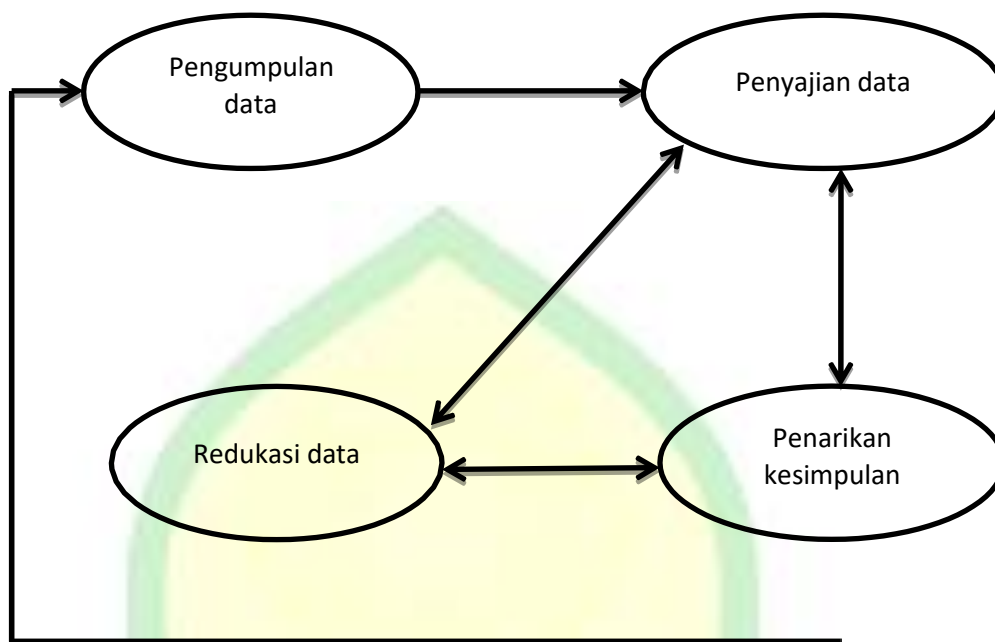 Pengumpulan
data
Penyajian data
Redukasi data
Penarikan
kesimpulan